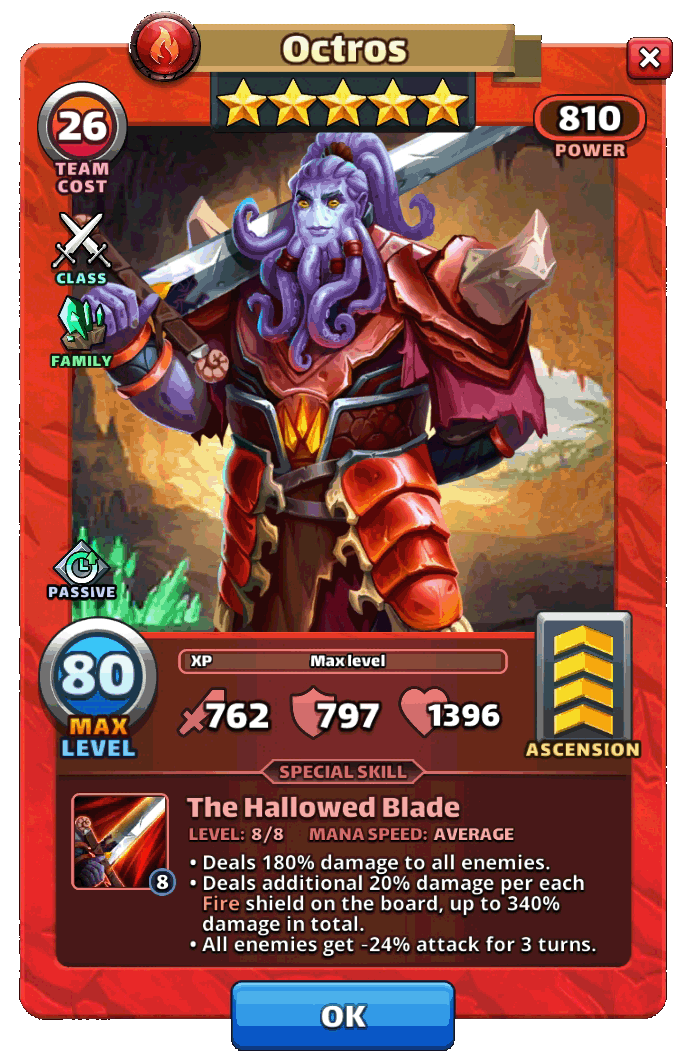 Octros
26
TEAM
COST
810
POWER
CLASS
FAMILY
PASSIVE
80
MAX
LEVEL
XP Max level
762 797 1396
ASCENSION
SPECIAL SKILL
The Hallowed Blade
LEVEL: 8/8 MANA SPEED: AVERAGE
8
• Deals 180% damage to all enemies.
• Deals additional 20% damage per each
Fire shield on the board, up to 340%
damage in total.
• All enemies get -24% attack for 3 turns.
OK